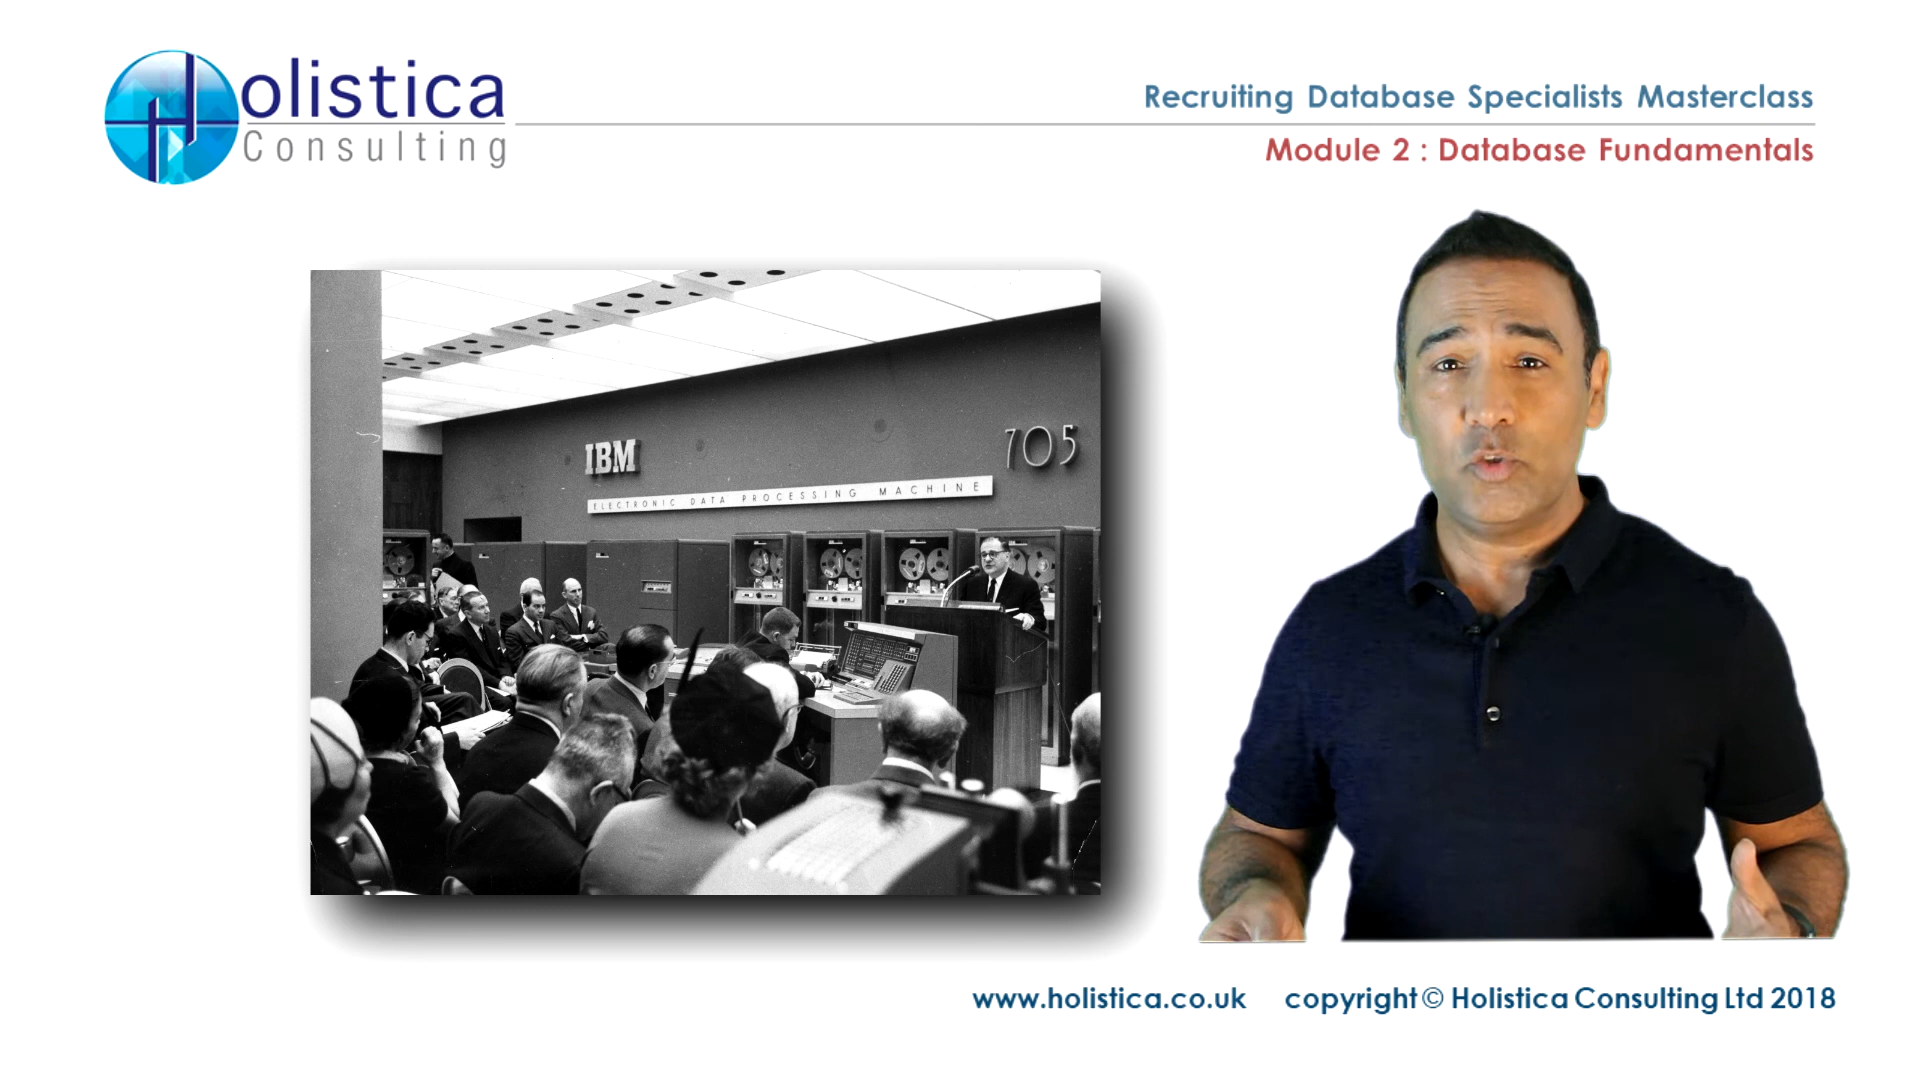 Holistica
Consulting
Recruiting Database Specialists Masterclass
Module 2 : Database Fundamentals
IBM
705
ELECTRONIC DATA PROCESSING MACHINE
www.holistica.co.uk copyright © Holistica Consulting Ltd 2018